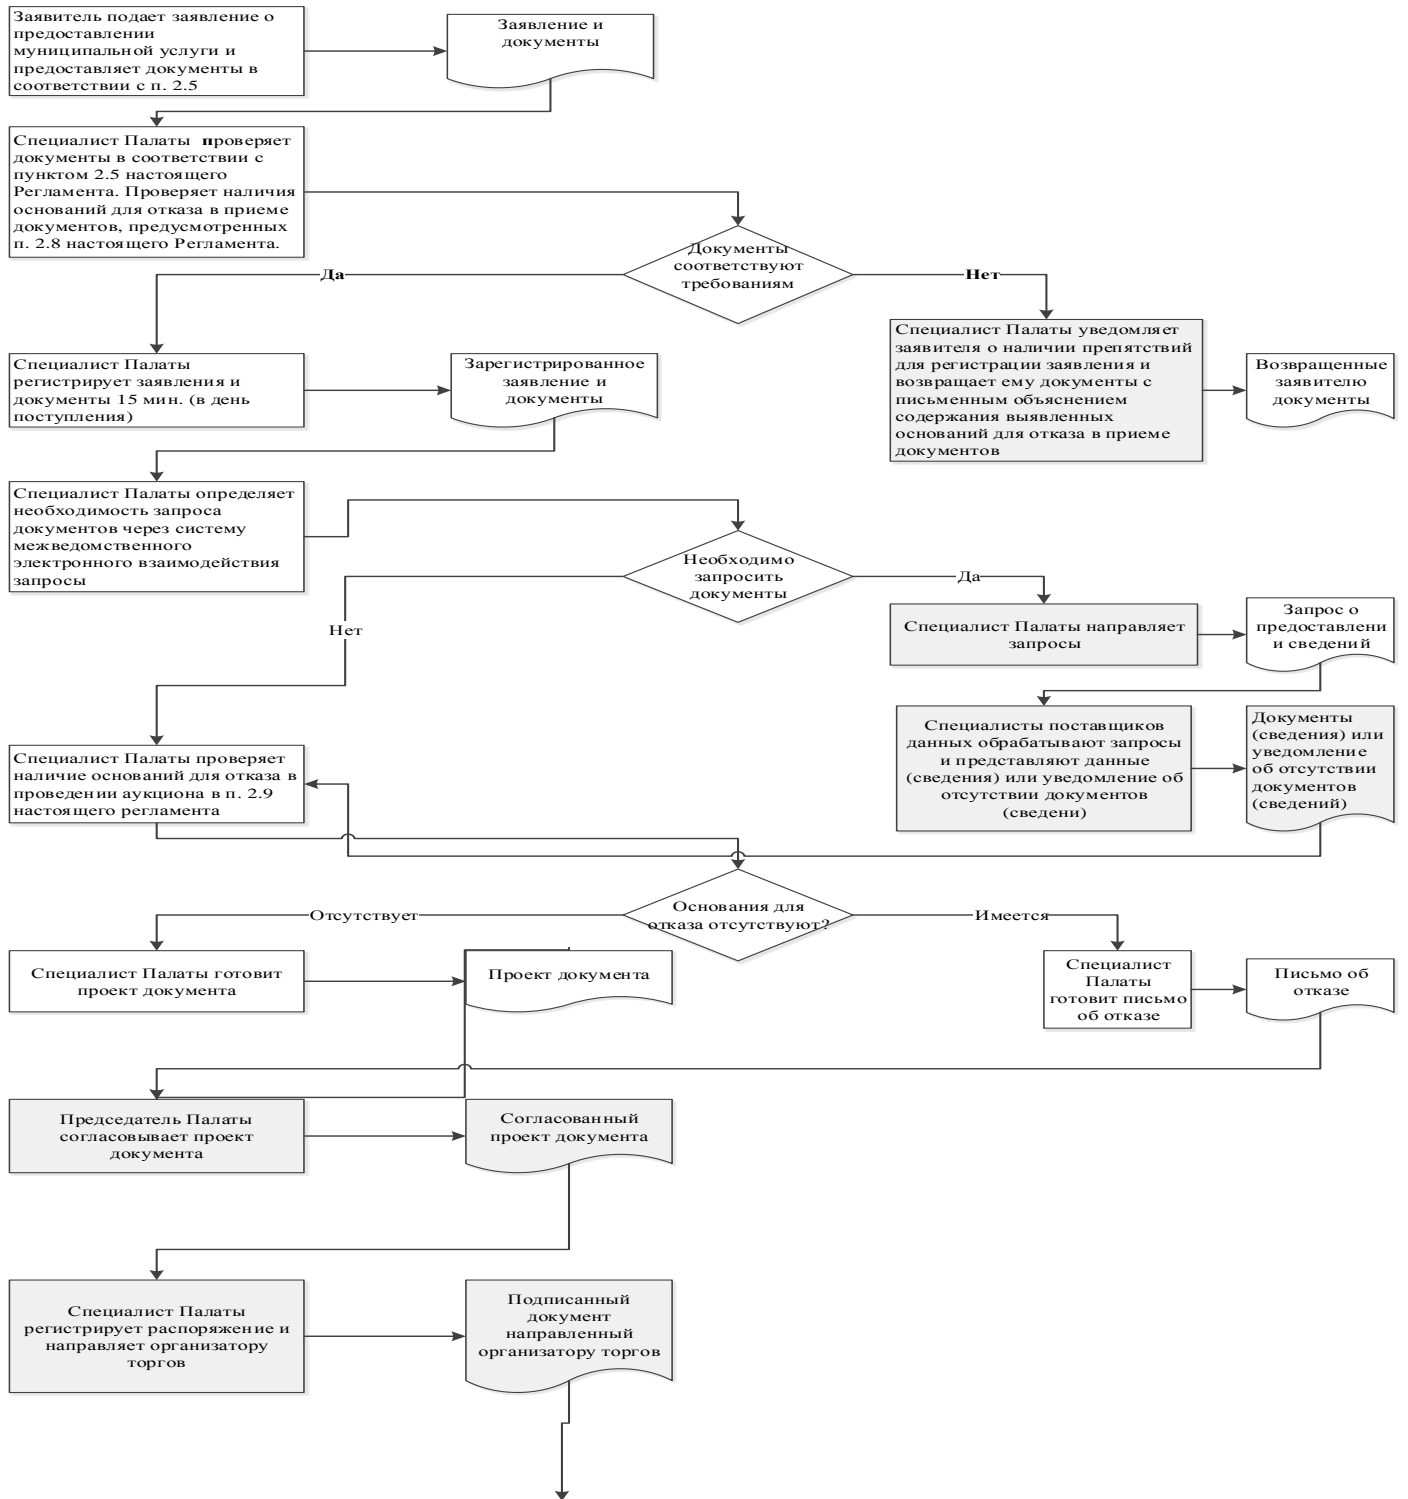 Заявитель подает заявление о
предоставлении
муниципальной услуги и
предоставляет документы в
соответствии с п. 2.5
Заявление и
документы
Специалист Палаты  проверяет
документы в соответствии с
пунктом 2.5 настоящего
Регламента. Проверяет наличия
оснований для отказа в приеме
документов, предусмотренных
п. 2.8 настоящего Регламента.
Документы
соответствуют
требованиям
Да
Нет
Специалист Палаты
регистрирует заявления и
документы 15 мин. (в день
поступления)
Зарегистрированное
заявление и
документы
Специалист Палаты уведомляет
заявителя о наличии препятствий
для регистрации заявления и
возвращает ему документы с
письменным объяснением
содержания выявленных
оснований для отказа в приеме
документов
Возвращенные
заявителю
документы
Специалист Палаты определяет
необходимость запроса
документов через систему
межведомственного
электронного взаимодействия
запросы
Необходимо
запросить
документы
Да
Нет
Специалист Палаты направляет
запросы
Запрос о
предоставлени
и сведений
Специалисты поставщиков
данных обрабатывают запросы
и представляют данные
(сведения) или уведомление об
отсутствии документов
(сведени)
Документы
(сведения) или
уведомление
об отсутствии
документов
(сведений)
Специалист Палаты проверяет
наличие оснований для отказа в
проведении аукциона в п. 2.9
настоящего регламента
Основания для
отказа отсутствуют?
Отсутствует
Имеется
Специалист Палаты готовит
проект документа
Проект документа
Специалист
Палаты
готовит письмо
об отказе
Письмо об
отказе
Председатель Палаты
согласовывает проект
документа
Согласованный
проект документа
Специалист Палаты
регистрирует распоряжение и
направляет организатору
торгов
Подписанный
документ
направленный
организатору торгов